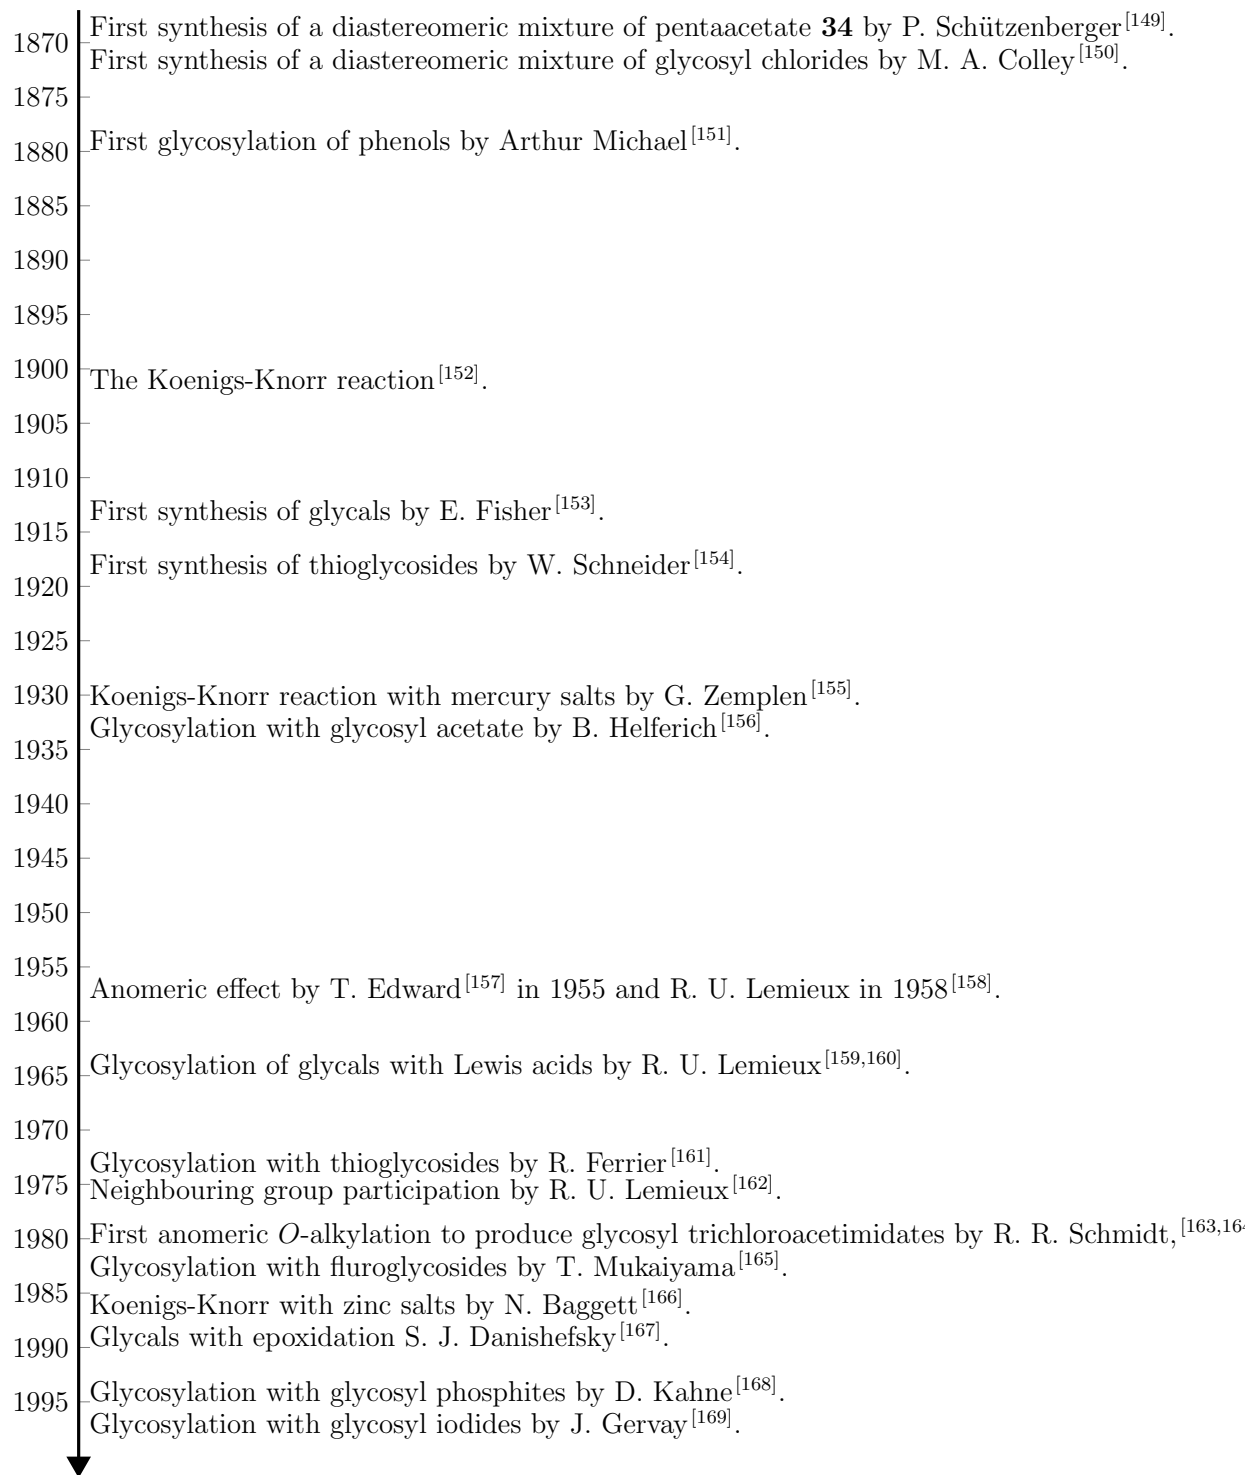 First synthesis of a diastereomeric mixture of pentaacetate 34 by P. Schützenberger[149].
1870
First synthesis of a diastereomeric mixture of glycosyl chlorides by M. A. Colley[150].
1875
First glycosylation of phenols by Arthur Michael[151].
1880
1885
1890
1895
1900
The Koenigs-Knorr reaction[152].
1905
1910
First synthesis of glycals by E. Fisher[153].
1915
First synthesis of thioglycosides by W. Schneider[154].
1920
1925
1930 Koenigs-Knorr reaction with mercury salts by G. Zemplen[155].
Glycosylation with glycosyl acetate by B. Helferich[156].
1935
1940
1945
1950
1955
Anomeric effect by T. Edward[157] in 1955 and R. U. Lemieux in 1958[158].
1960
Glycosylation of glycals with Lewis acids by R. U. Lemieux[159,160].
1965
1970
Glycosylation with thioglycosides by R. Ferrier[161].
1975
Neighbouring group participation by R. U. Lemieux[162].
1980 First anomeric O-alkylation to produce glycosyl trichloroacetimidates by R. R. Schmidt,[163,164
Glycosylation with fluroglycosides by T. Mukaiyama[165].
1985
Koenigs-Knorr with zinc salts by N. Baggett[166].
Glycals with epoxidation S. J. Danishefsky[167].
1990
Glycosylation with glycosyl phosphites by D. Kahne[168].
1995
Glycosylation with glycosyl iodides by J. Gervay[169].